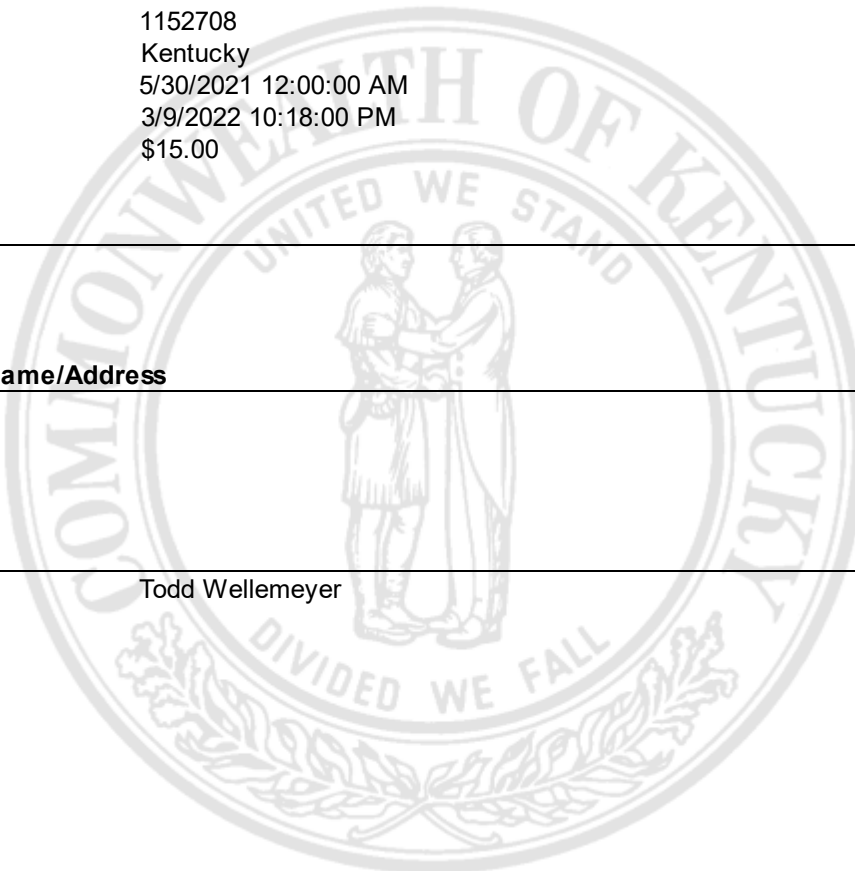 1152708
Kentucky
5/30/2021 12:00:00 AM
3/9/2022 10:18:00 PM
$15.00
COMMONWEALTH OF KENTUCKY
UNITED WE STAND
ame/Address
Todd Wellemeyer
DIVIDED WE FALL